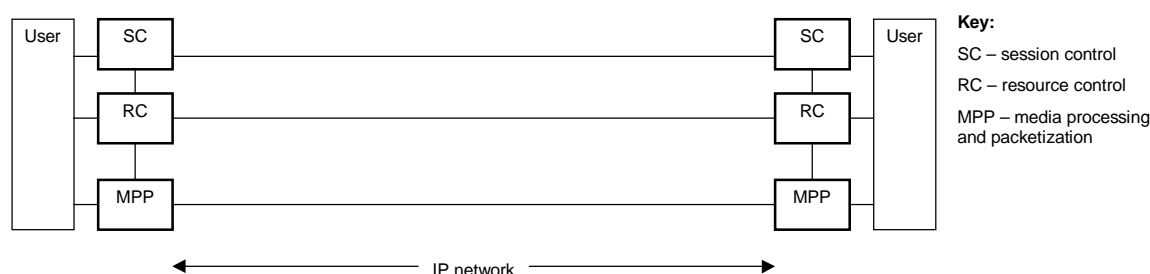 User
SC
SC
User
RC
RC
MPP
MPP
IP network
Key:
SC – session control
RC – resource control
MPP – media processing
and packetization